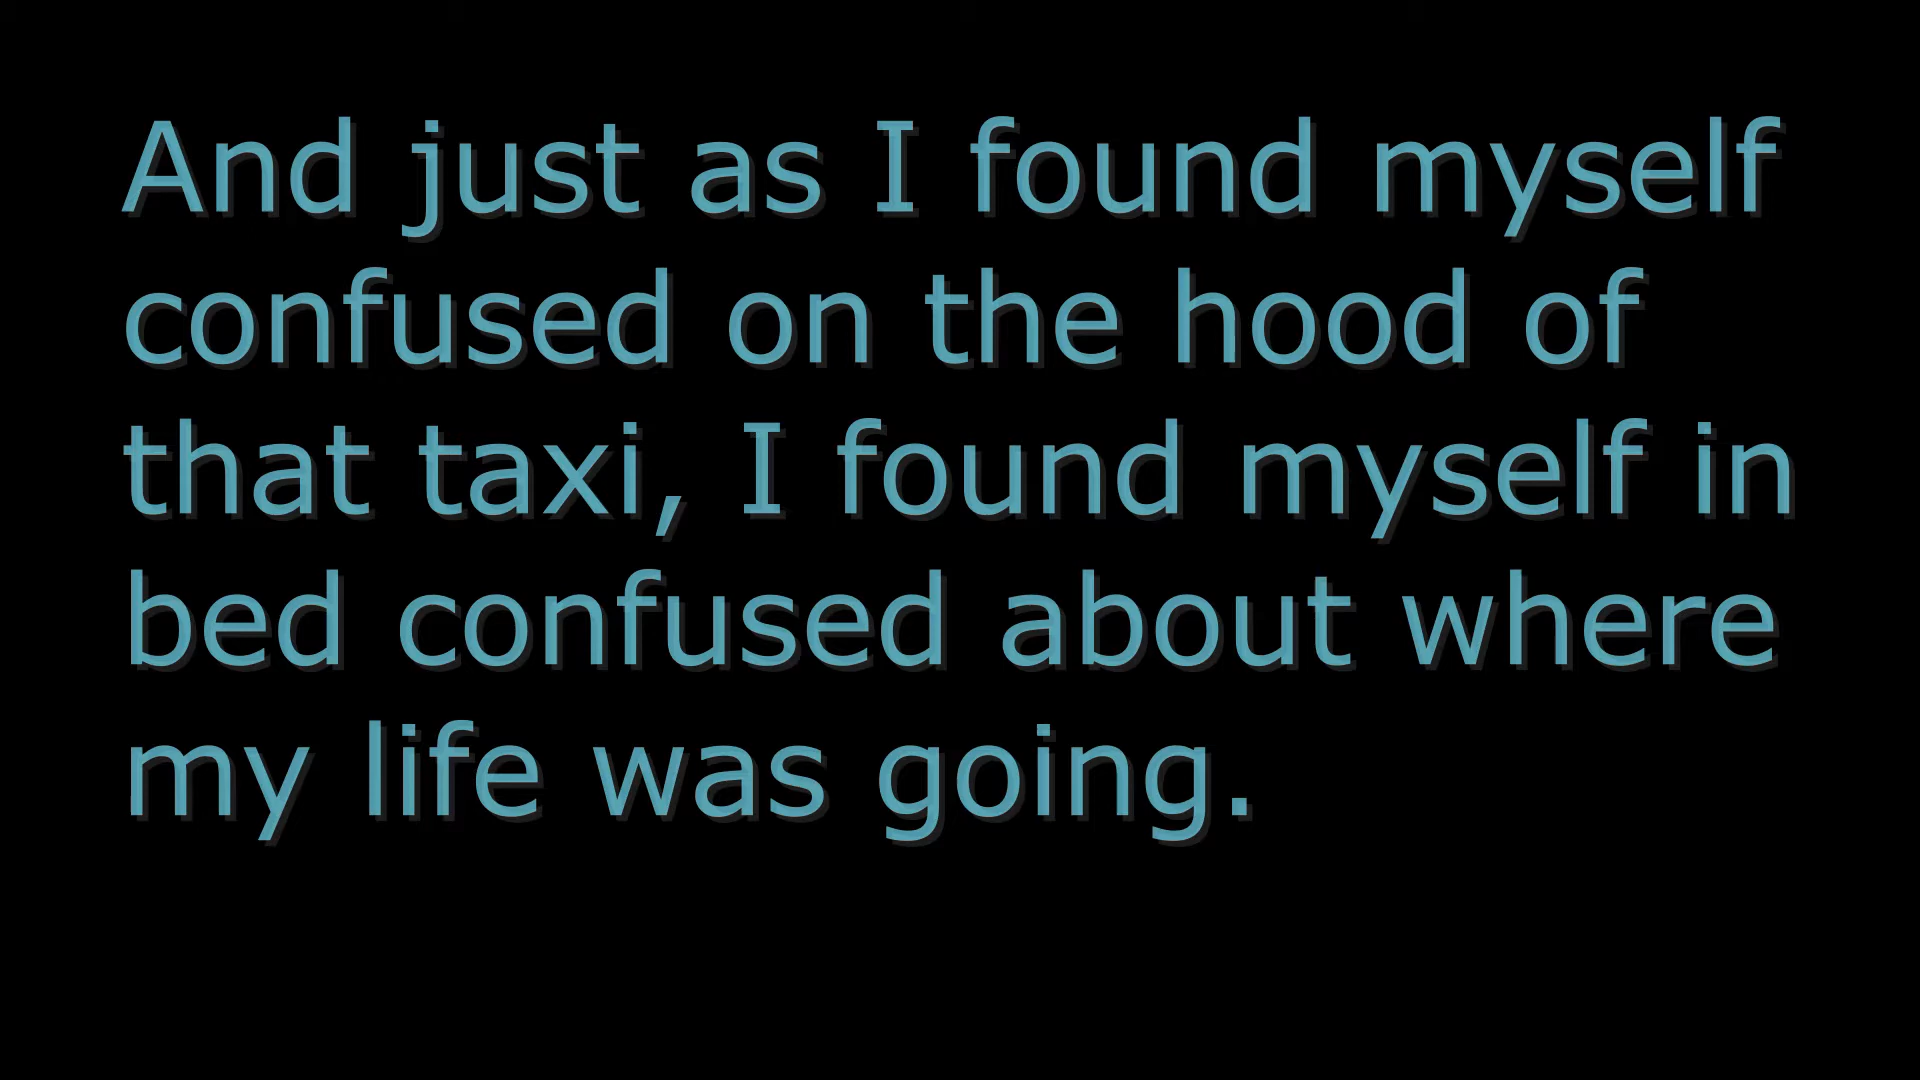 And just as I found myself
confused on the hood of
that taxi, I found myself in
bed confused about where
my life was going.